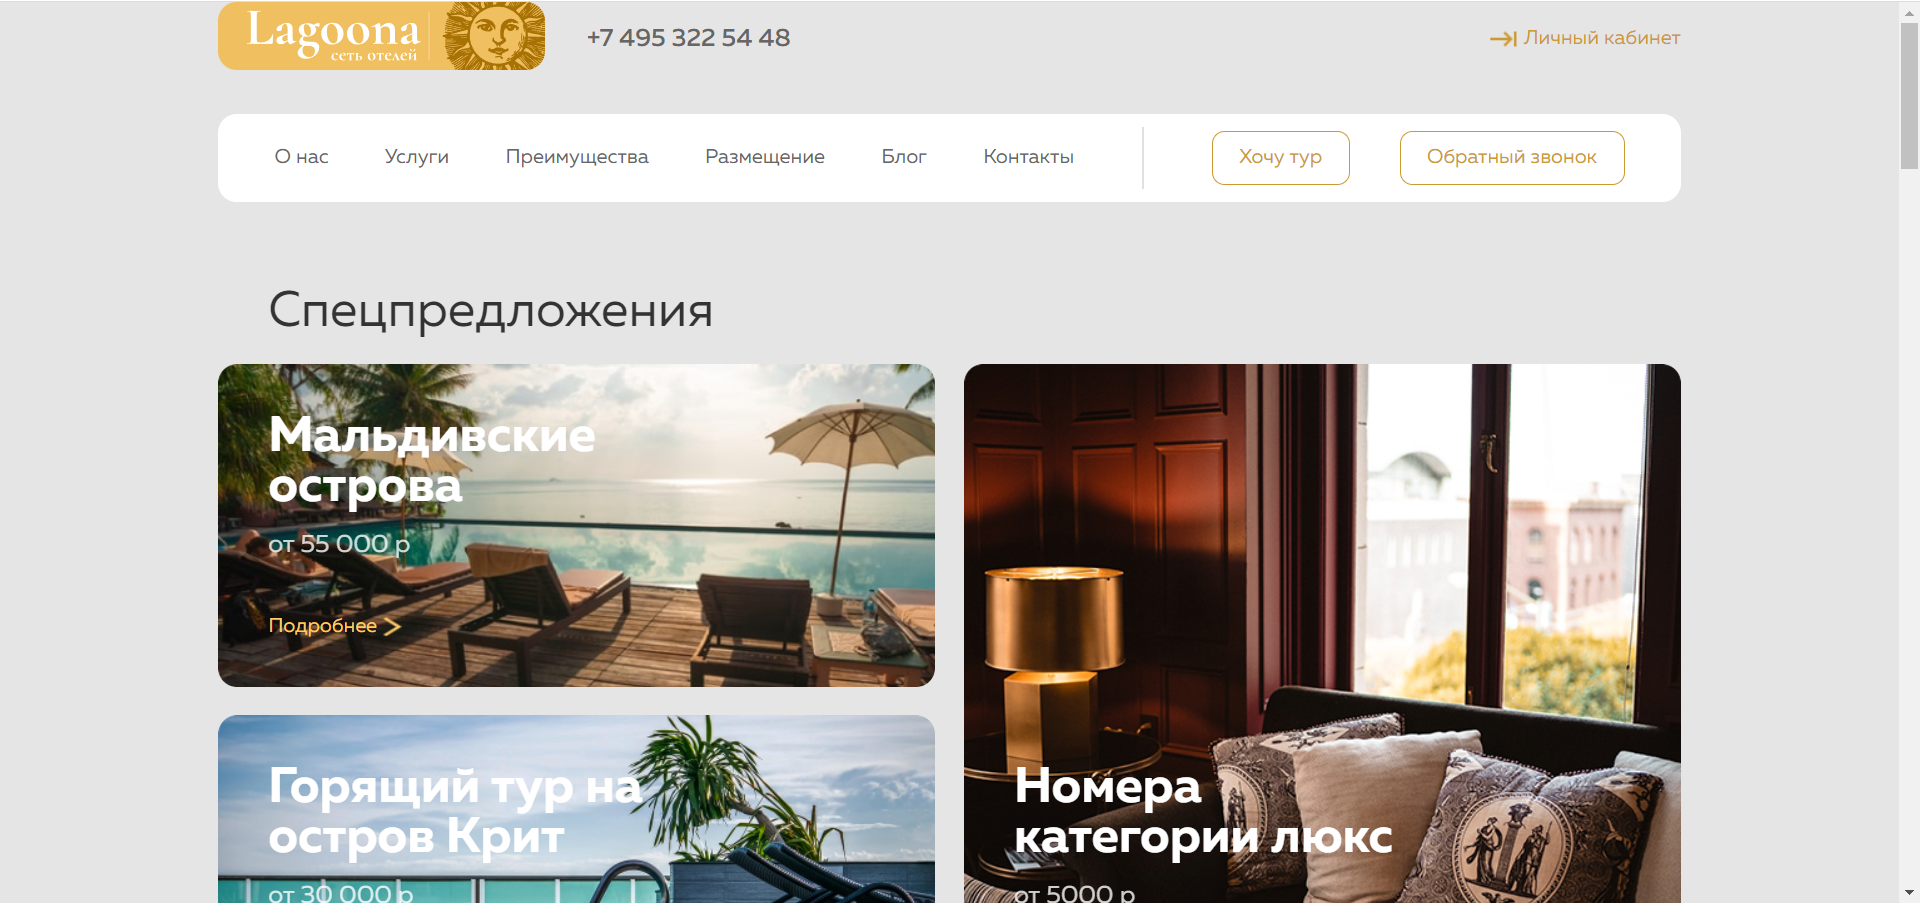 Lagoona
сеть отелей
+7 495 322 54 48
Личный кабинет
О нас
Услуги
Преимущества
Размещение
Блог
Контакты
Хочу тур
Обратный звонок
Спецпредложения
Мальдивские
острова
от 55 000 р
Подробнее
Горящий тур на
остров Крит
от 30 000 р
Номера
категории люкс
от 5000 р